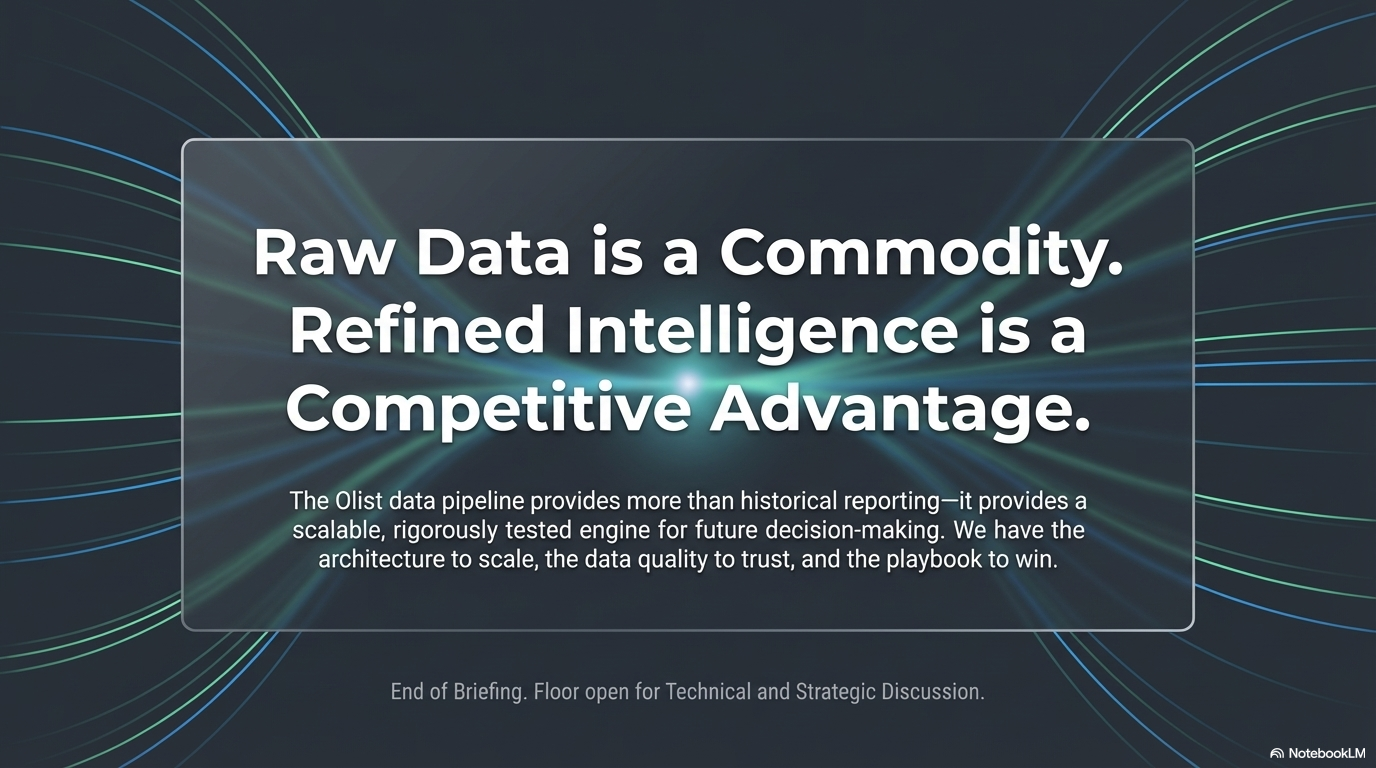 Raw Data is a Commodity.
Refined Intelligence is a
Competitive Advantage.
The Olist data pipeline provides more than historical reporting—it provides a
scalable, rigorously tested engine for future decision-making. We have the
architecture to scale, the data quality to trust, and the playbook to win.
End of Briefing. Floor open for Technical and Strategic Discussion.
NotebookLM